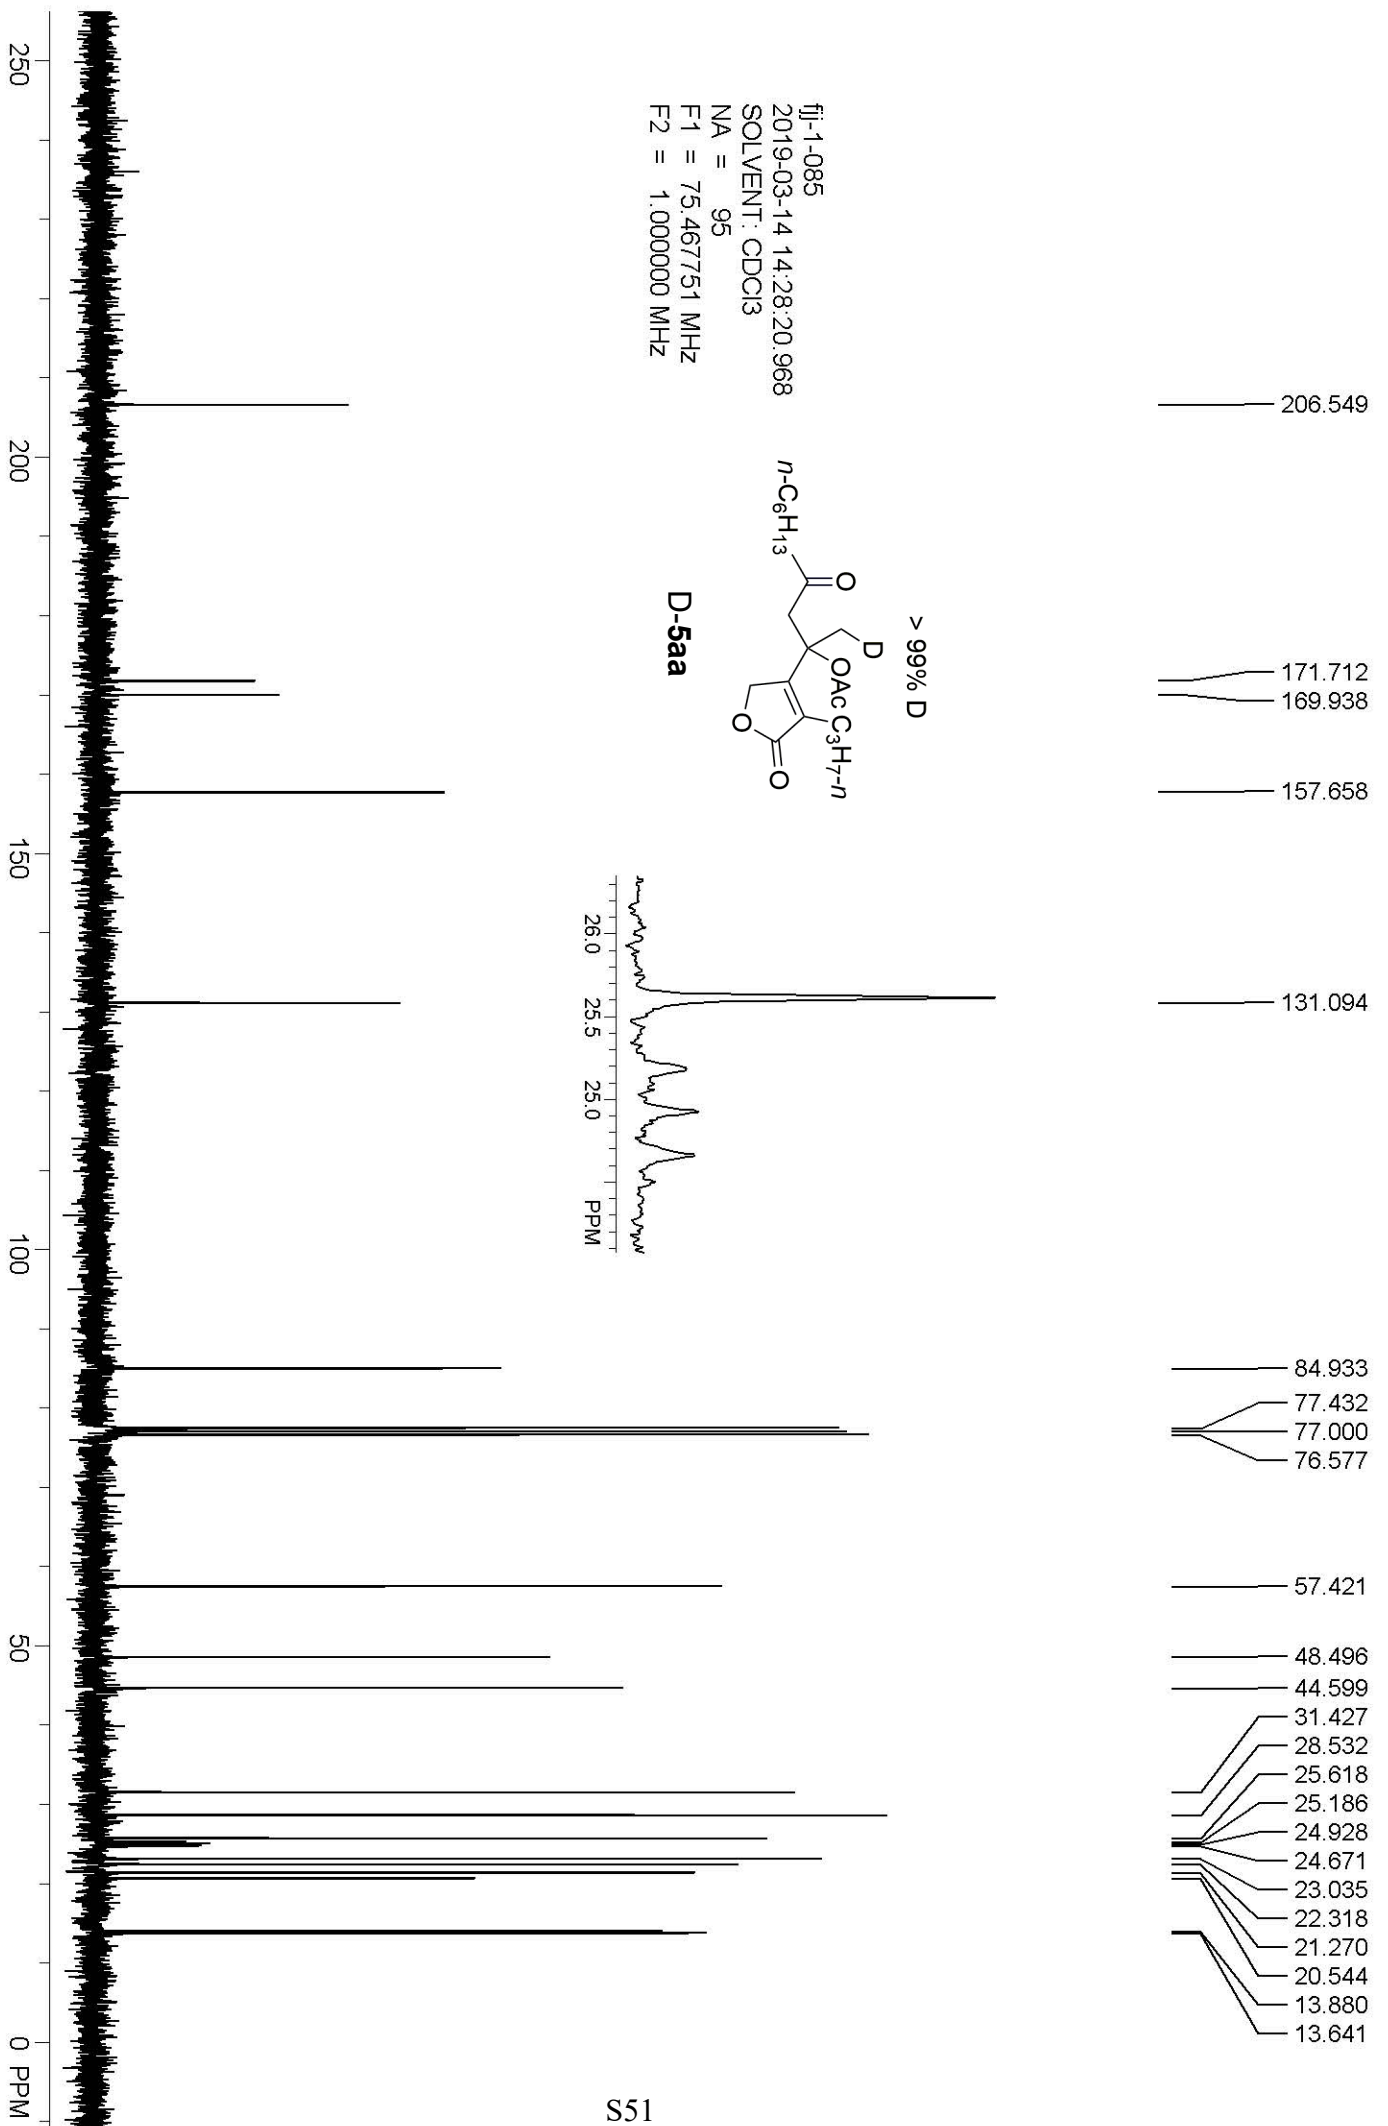 fjj-1-085
2019-03-14 14:28:20.968
SOLVENT: CDCl3
NA = 95
F1 = 75.467751 MHz
F2 = 1.000000 MHz
> 99% D
D
O
OAc
C3H7-n
n-C6H13
O
O
D-5aa
206.549
171.712
169.938
157.658
131.094
84.933
77.432
77.000
76.577
57.421
48.496
44.599
31.427
28.532
25.618
25.186
24.928
24.671
23.035
22.318
21.270
20.544
13.880
13.641
26.0 25.5 25.0 PPM
250 200 150 100 50 0 PPM
S51